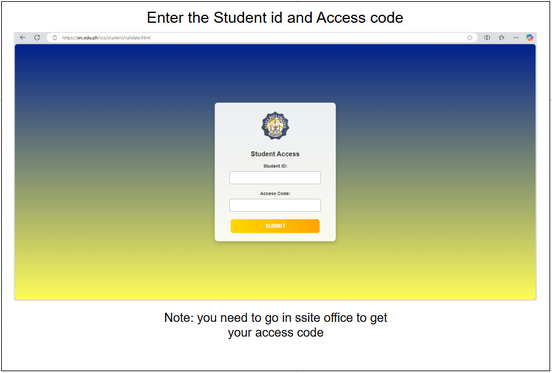 Enter the Student id and Access code
https://src.edu.ph/sca/student/validate.html
Student Access
Student ID:
Access Code:
SUBMIT
Note: you need to go in ssite office to get
your access code